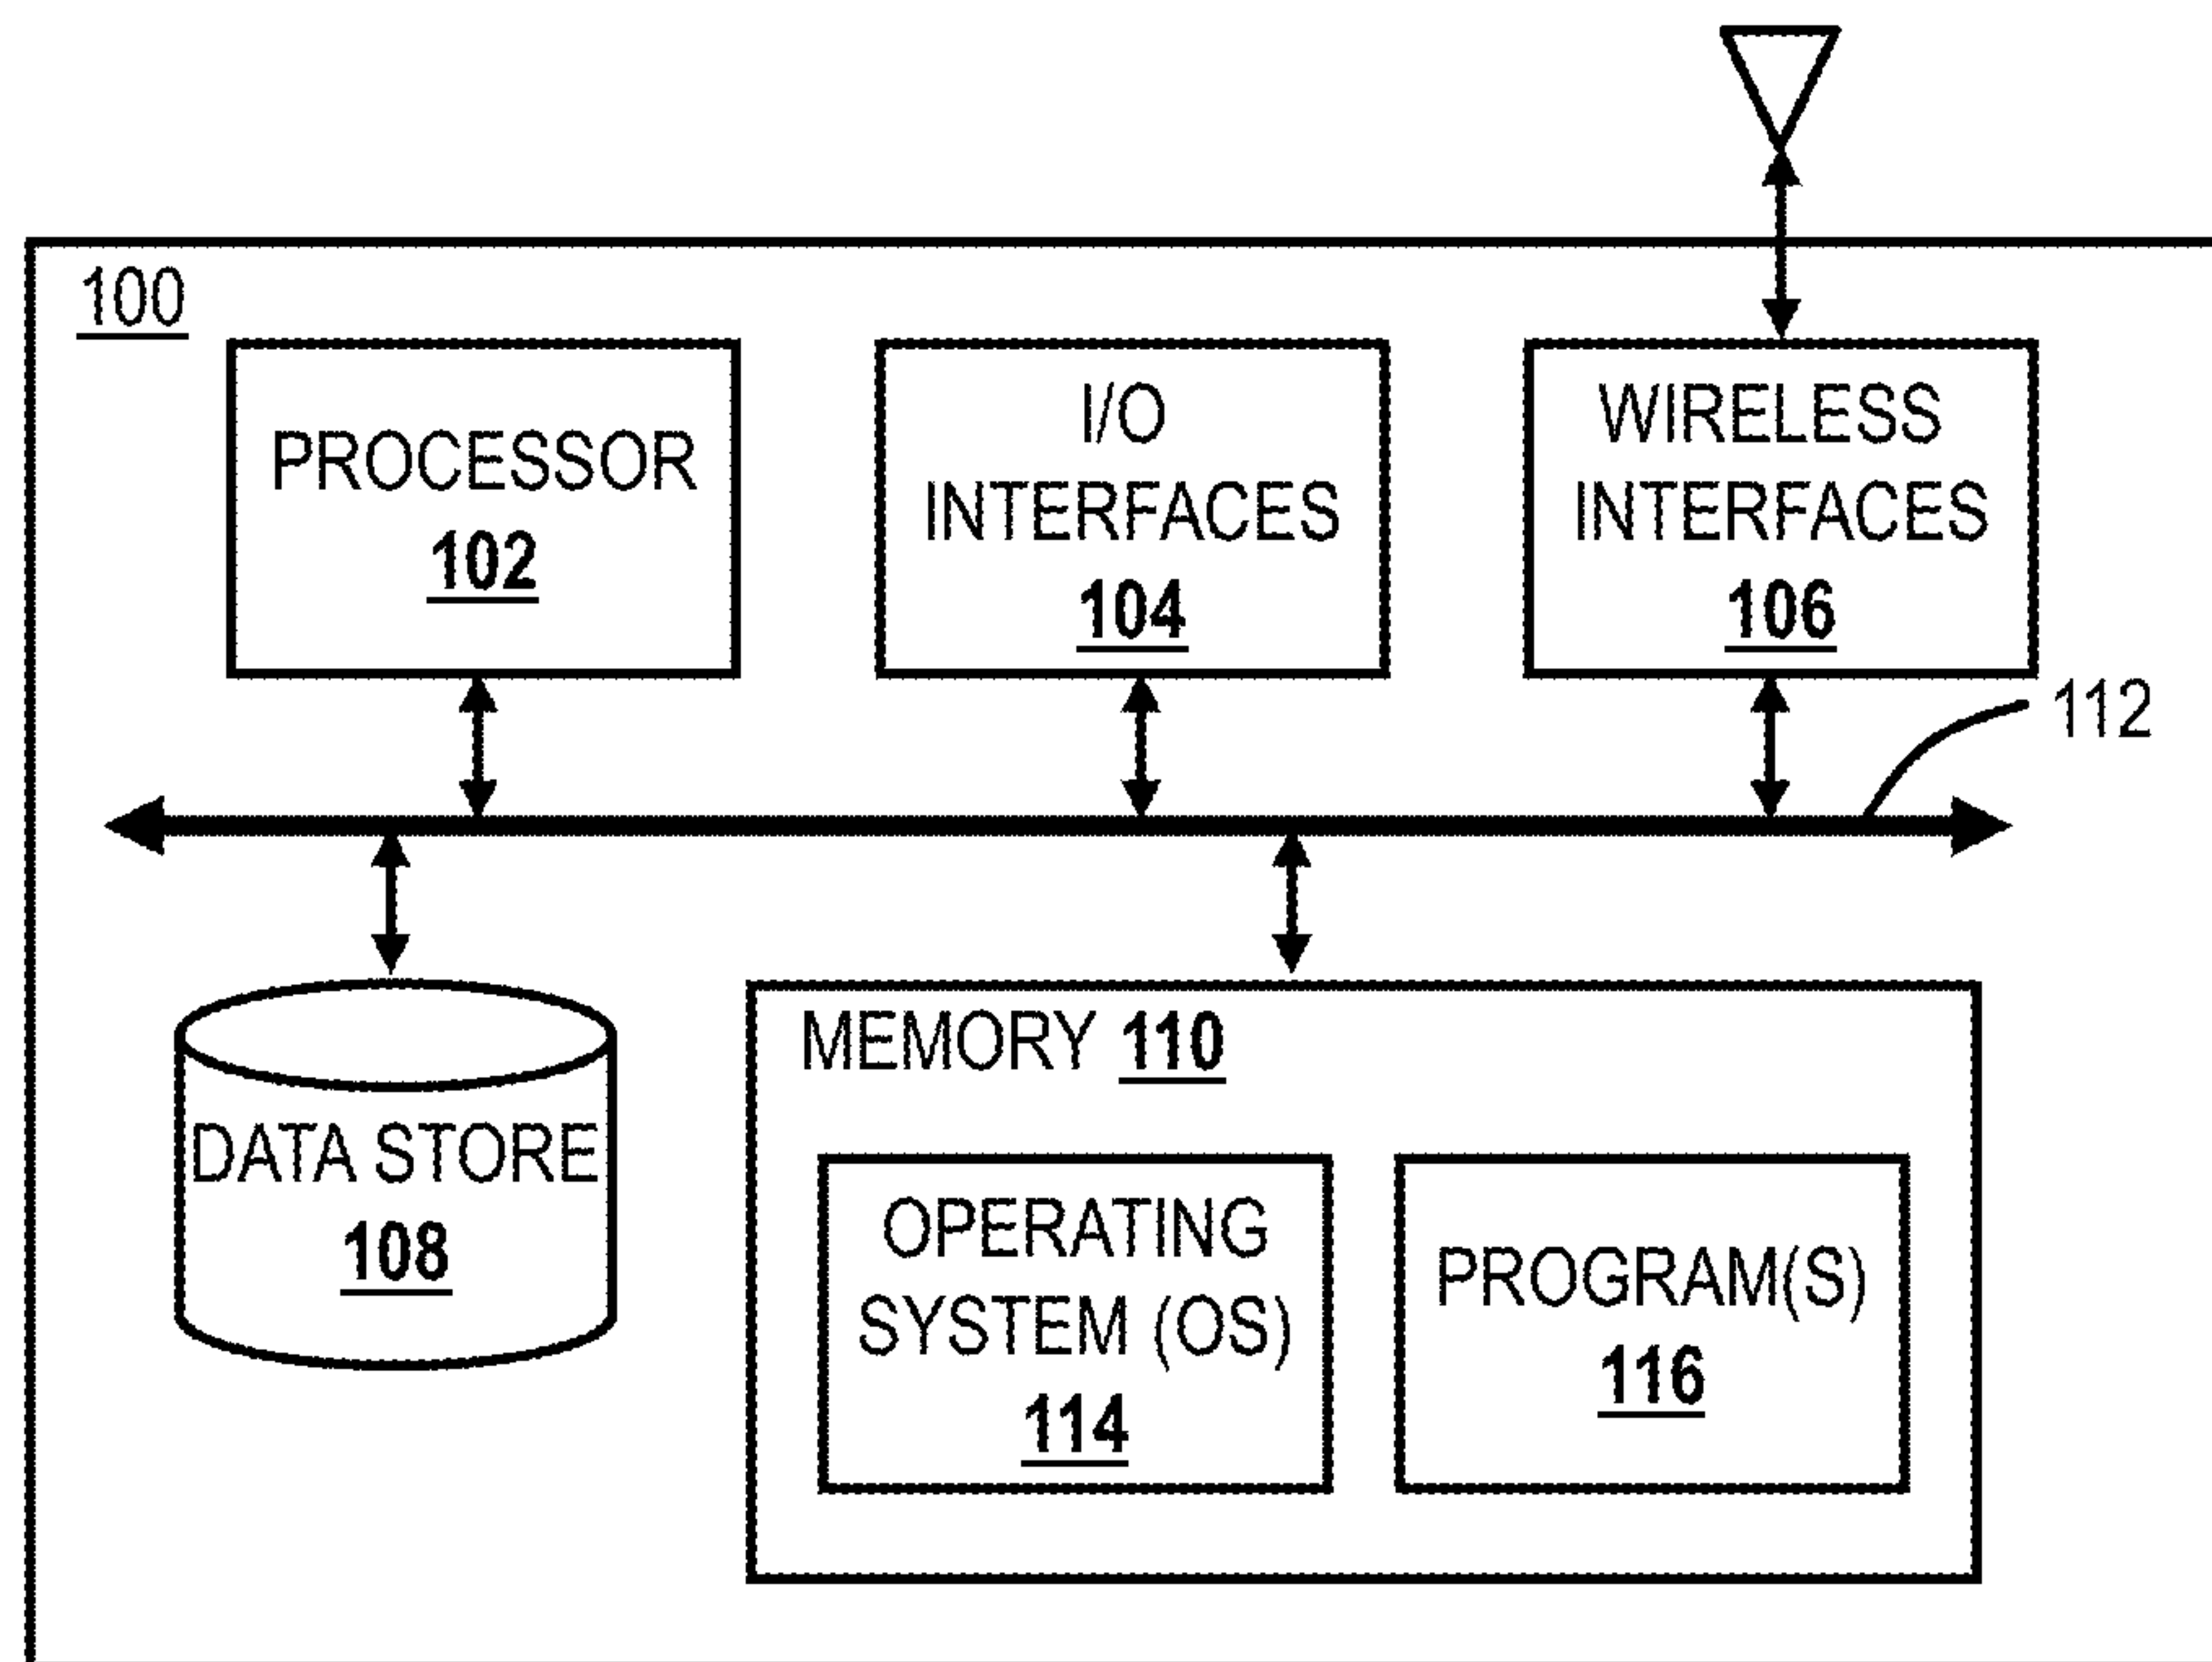 100
PROCESSOR
102
I/O
INTERFACES
104
WIRELESS
INTERFACES
106
112
DATA STORE
108
MEMORY 110
OPERATING
SYSTEM (OS)
114
PROGRAM(S)
116